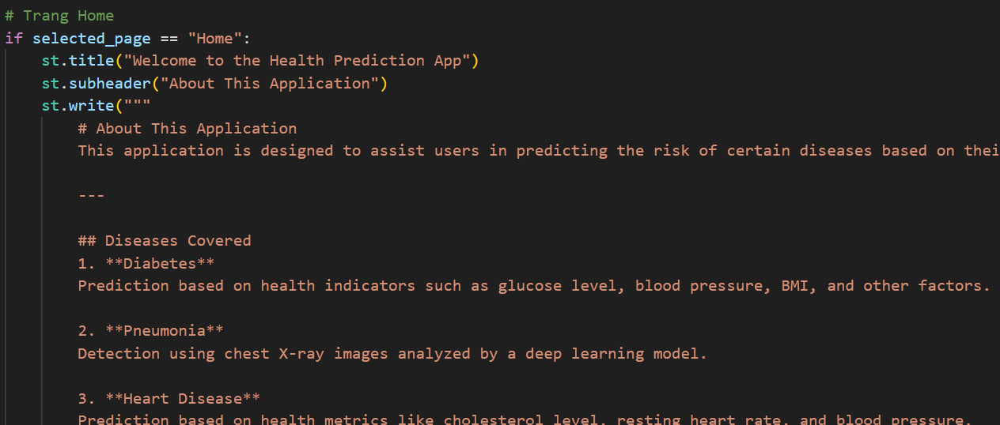 # Trang Home
if selected_page == "Home":
st.title("Welcome to the Health Prediction App")
st.subheader("About This Application")
st.write("""
# About This Application
This application is designed to assist users in predicting the risk of certain diseases based on thei
---
## Diseases Covered
1. **Diabetes**
Prediction based on health indicators such as glucose level, blood pressure, BMI, and other factors.
2. **Pneumonia**
Detection using chest X-ray images analyzed by a deep learning model.
3. **Heart Disease**
Prediction based on health metrics like cholesterol level, resting heart rate, and blood pressure.